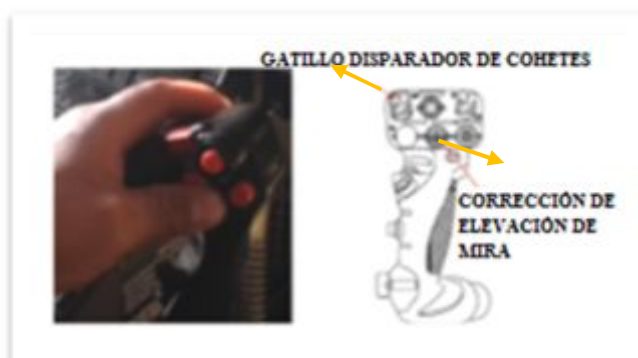 GATILLO DISPARADOR DE COHETES
CORRECCIÓN DE
ELEVACIÓN DE
MIRA